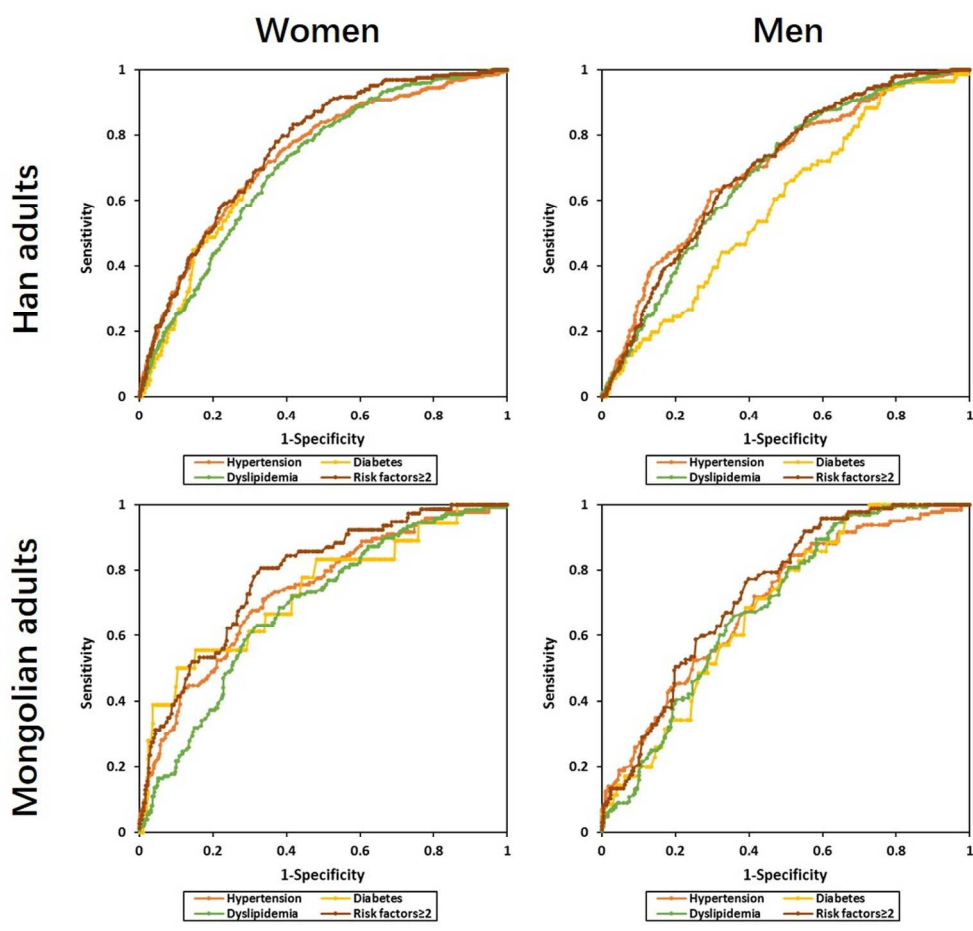 Women Men
Han adults
1
0.8
0.6
0.4
0.2
0
Sensitivity
0 0.2 0.4 0.6 0.8 1
1-Specificity
Hypertension Diabetes
Dyslipidemia Risk factors≥2
1
0.8
0.6
0.4
0.2
0
Sensitivity
0 0.2 0.4 0.6 0.8 1
1-Specificity
Hypertension Diabetes
Dyslipidemia Risk factors≥2
Mongolian adults
1
0.8
0.6
0.4
0.2
0
Sensitivity
0 0.2 0.4 0.6 0.8 1
1-Specificity
Hypertension Diabetes
Dyslipidemia Risk factors≥2
1
0.8
0.6
0.4
0.2
0
Sensitivity
0 0.2 0.4 0.6 0.8 1
1-Specificity
Hypertension Diabetes
Dyslipidemia Risk factors≥2